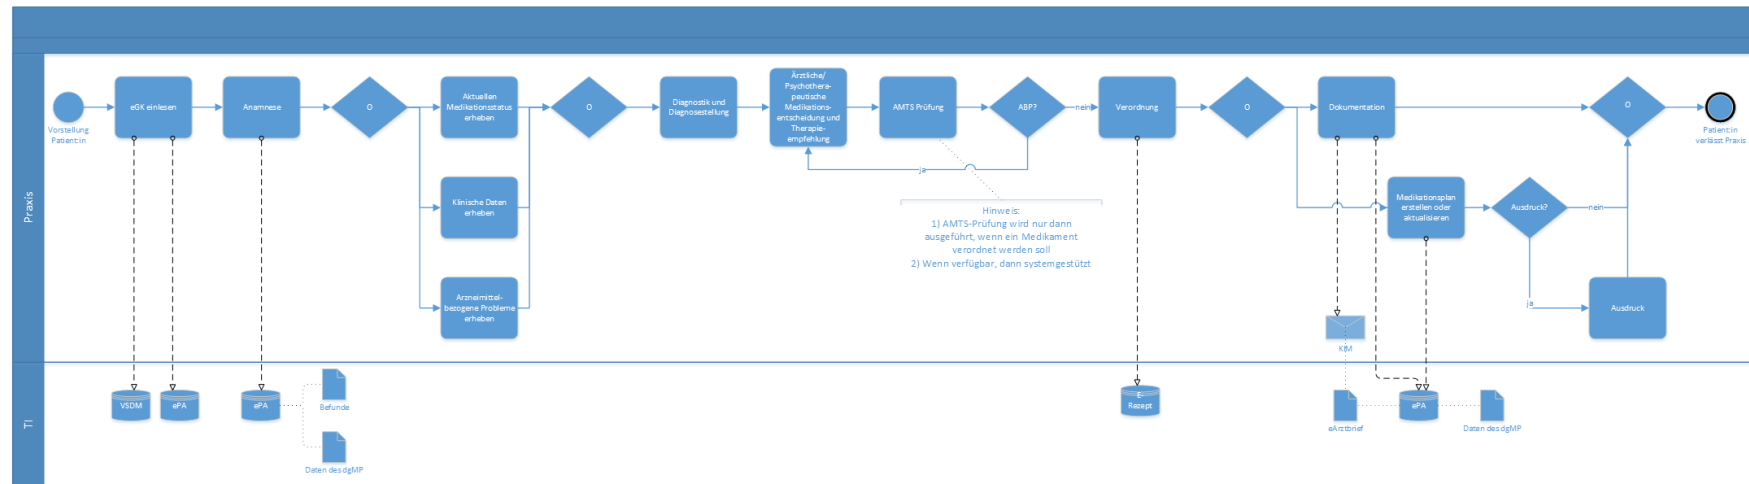 Praxis
Vorstellung
Patient:in
eGK einlesen
Anamnese
O
Aktuellen
Medikationsstatus
erheben
Klinische Daten
erheben
Arzneimittel-
bezogene Probleme
erheben
O
Diagnostik und
Diagnosestellung
Ärztliche/
Psychothera-
peutische
Medikations-
entscheidung und
Therapie-
empfehlung
AMTS Prüfung
ABP?
nein
ja
Hinweis:
1) AMTS-Prüfung wird nur dann
ausgeführt, wenn ein Medikament
verordnet werden soll
2) Wenn verfügbar, dann systemgestützt
Verordnung
O
Dokumentation
Medikationsplan
erstellen oder
aktualisieren
Ausdruck?
nein
ja
Ausdruck
O
Patient:in
verlässt Praxis
KIM
TI
VSDM
ePA
ePA
Befunde
Daten des dgMP
E-
Rezept
eArztbrief
ePA
Daten des dgMP